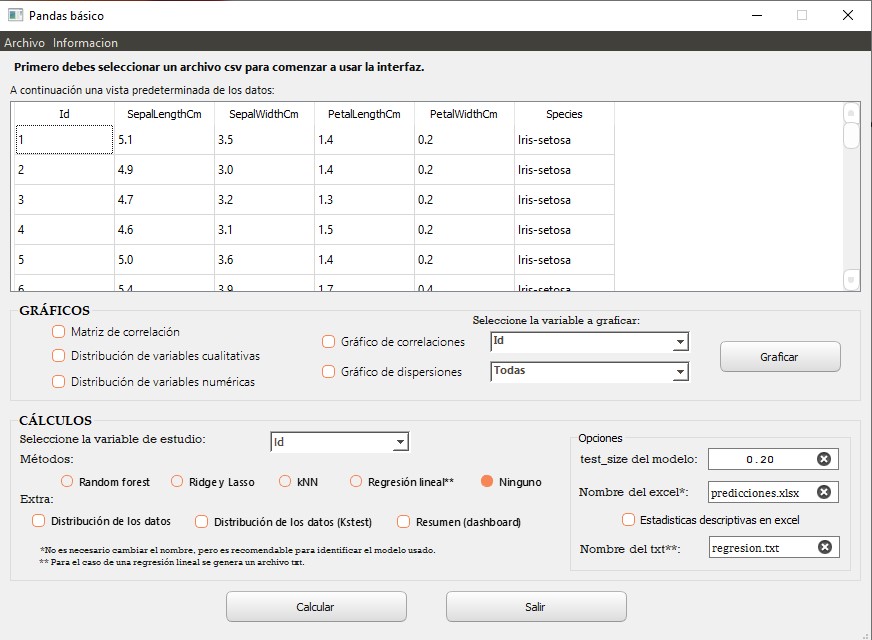 Pandas básico
Archivo Informacion
Primero debes seleccionar un archivo csv para comenzar a usar la interfaz.
A continuación una vista predeterminada de los datos:
Id SepalLengthCm SepalWidthCm PetalLengthCm PetalWidthCm Species
1 5.1 3.5 1.4 0.2 Iris-setosa
2 4.9 3.0 1.4 0.2 Iris-setosa
3 4.7 3.2 1.3 0.2 Iris-setosa
4 4.6 3.1 1.5 0.2 Iris-setosa
5 5.0 3.6 1.4 0.2 Iris-setosa
6 5.4 3.9 1.7 0.4 Iris-setosa
GRÁFICOS
Seleccione la variable a graficar:
Matriz de correlación
Gráfico de correlaciones Id
Distribución de variables cualitativas
Graficar
Gráfico de dispersiones Todas
Distribución de variables numéricas
CÁLCULOS
Seleccione la variable de estudio: Id
Métodos:
Random forest Ridge y Lasso kNN Regresión lineal** Ninguno
Extra:
Distribución de los datos Distribución de los datos (Kstest) Resumen (dashboard)
*No es necesario cambiar el nombre, pero es recomendable para identificar el modelo usado.
** Para el caso de una regresión lineal se genera un archivo txt.
Opciones
test_size del modelo: 0.20
Nombre del excel*: predicciones.xlsx
Estadisticas descriptivas en excel
Nombre del txt**: regresion.txt
Calcular Salir